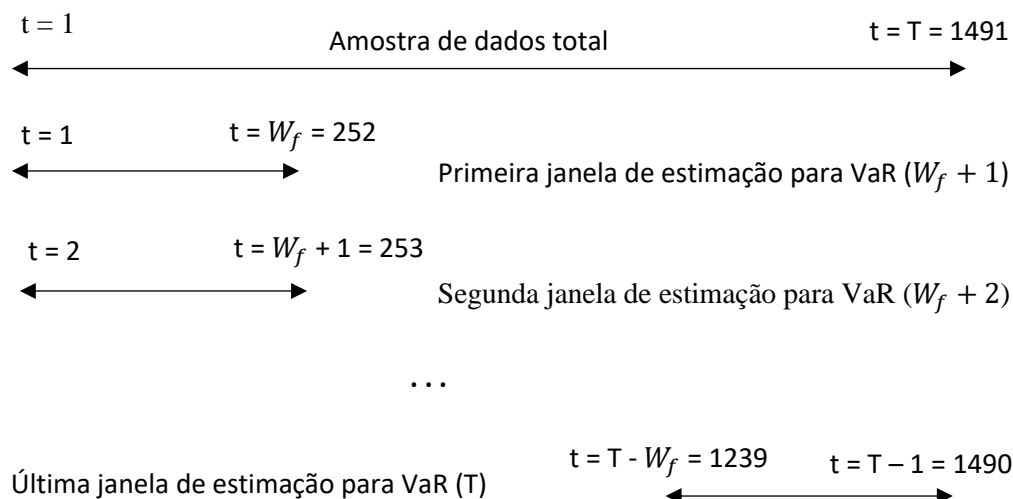 t = 1
Amostra de dados total
t = T = 1491
t = 1
t = W_f = 252
Primeira janela de estimação para VaR (W_f + 1)
t = 2
t = W_f + 1 = 253
Segunda janela de estimação para VaR (W_f + 2)
...
t = T - W_f = 1239
t = T – 1 = 1490
Última janela de estimação para VaR (T)